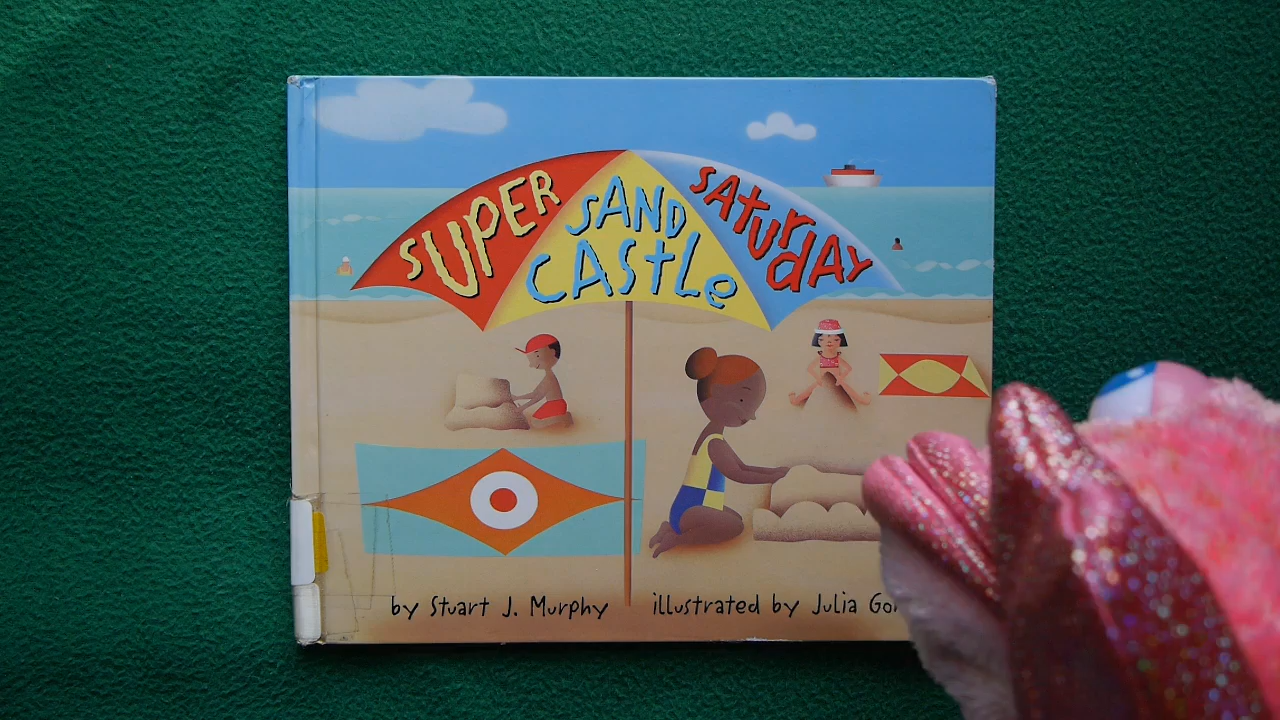 SUPER
SAND
CASTLE
SATURDAY
by Stuart J. Murphy
illustrated by Julia